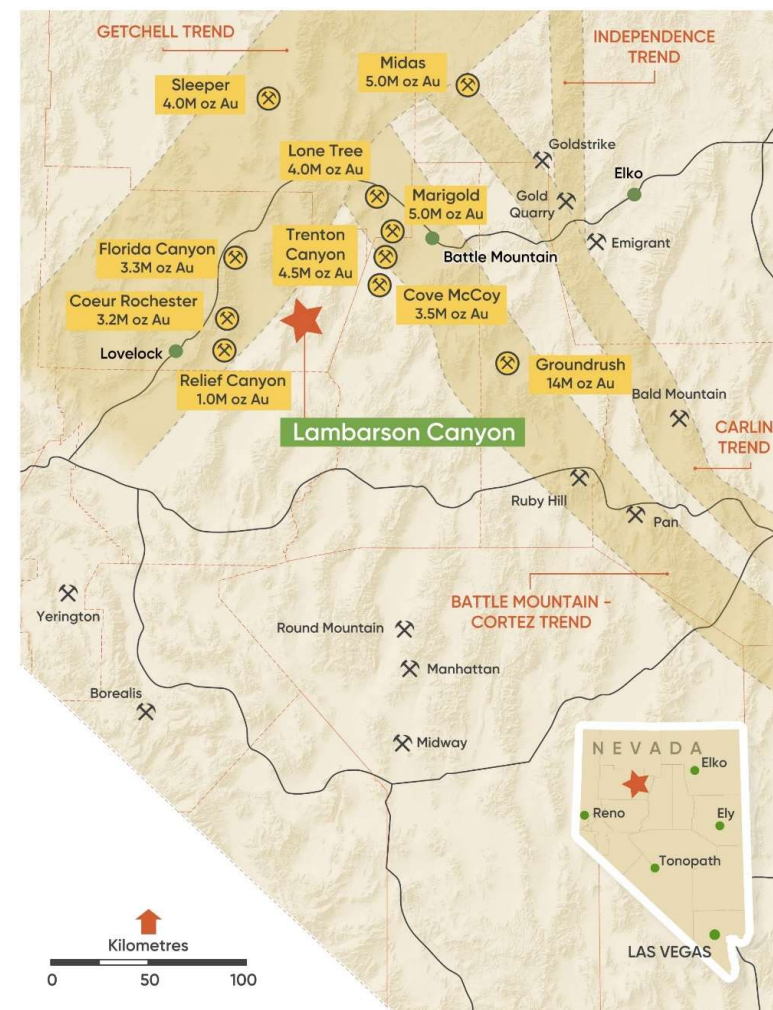 GETCHELL TREND
INDEPENDENCE
TREND
Midas
5.0M oz Au
Sleeper
4.0M oz Au
Lone Tree
4.0M oz Au
Goldstrike
Elko
Marigold
5.0M oz Au
Gold
Quarry
Emigrant
Trenton
Canyon
4.5M oz Au
Battle Mountain
Florida Canyon
3.3M oz Au
Cove McCoy
3.5M oz Au
Coeur Rochester
3.2M oz Au
Lovelock
Relief Canyon
1.0M oz Au
Groundrush
14M oz Au
Bald Mountain
Lambarson Canyon
CARLIN
TREND
Ruby Hill
Pan
BATTLE MOUNTAIN -
CORTEZ TREND
Yerington
Round Mountain
Manhattan
Borealis
Midway
NEVADA
Elko
Reno
Ely
Tonopath
LAS VEGAS
Kilometres
0 50 100